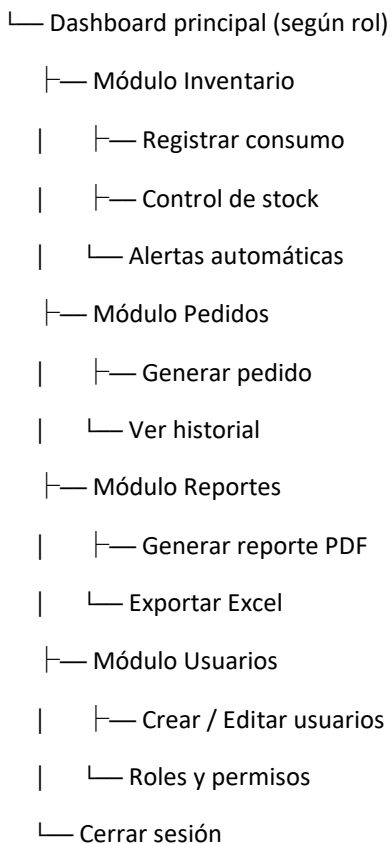 └── Dashboard principal (según rol)
├── Módulo Inventario
│ ├── Registrar consumo
│ ├── Control de stock
│ └── Alertas automáticas
├── Módulo Pedidos
│ ├── Generar pedido
│ └── Ver historial
├── Módulo Reportes
│ ├── Generar reporte PDF
│ └── Exportar Excel
├── Módulo Usuarios
│ ├── Crear / Editar usuarios
│ └── Roles y permisos
└── Cerrar sesión